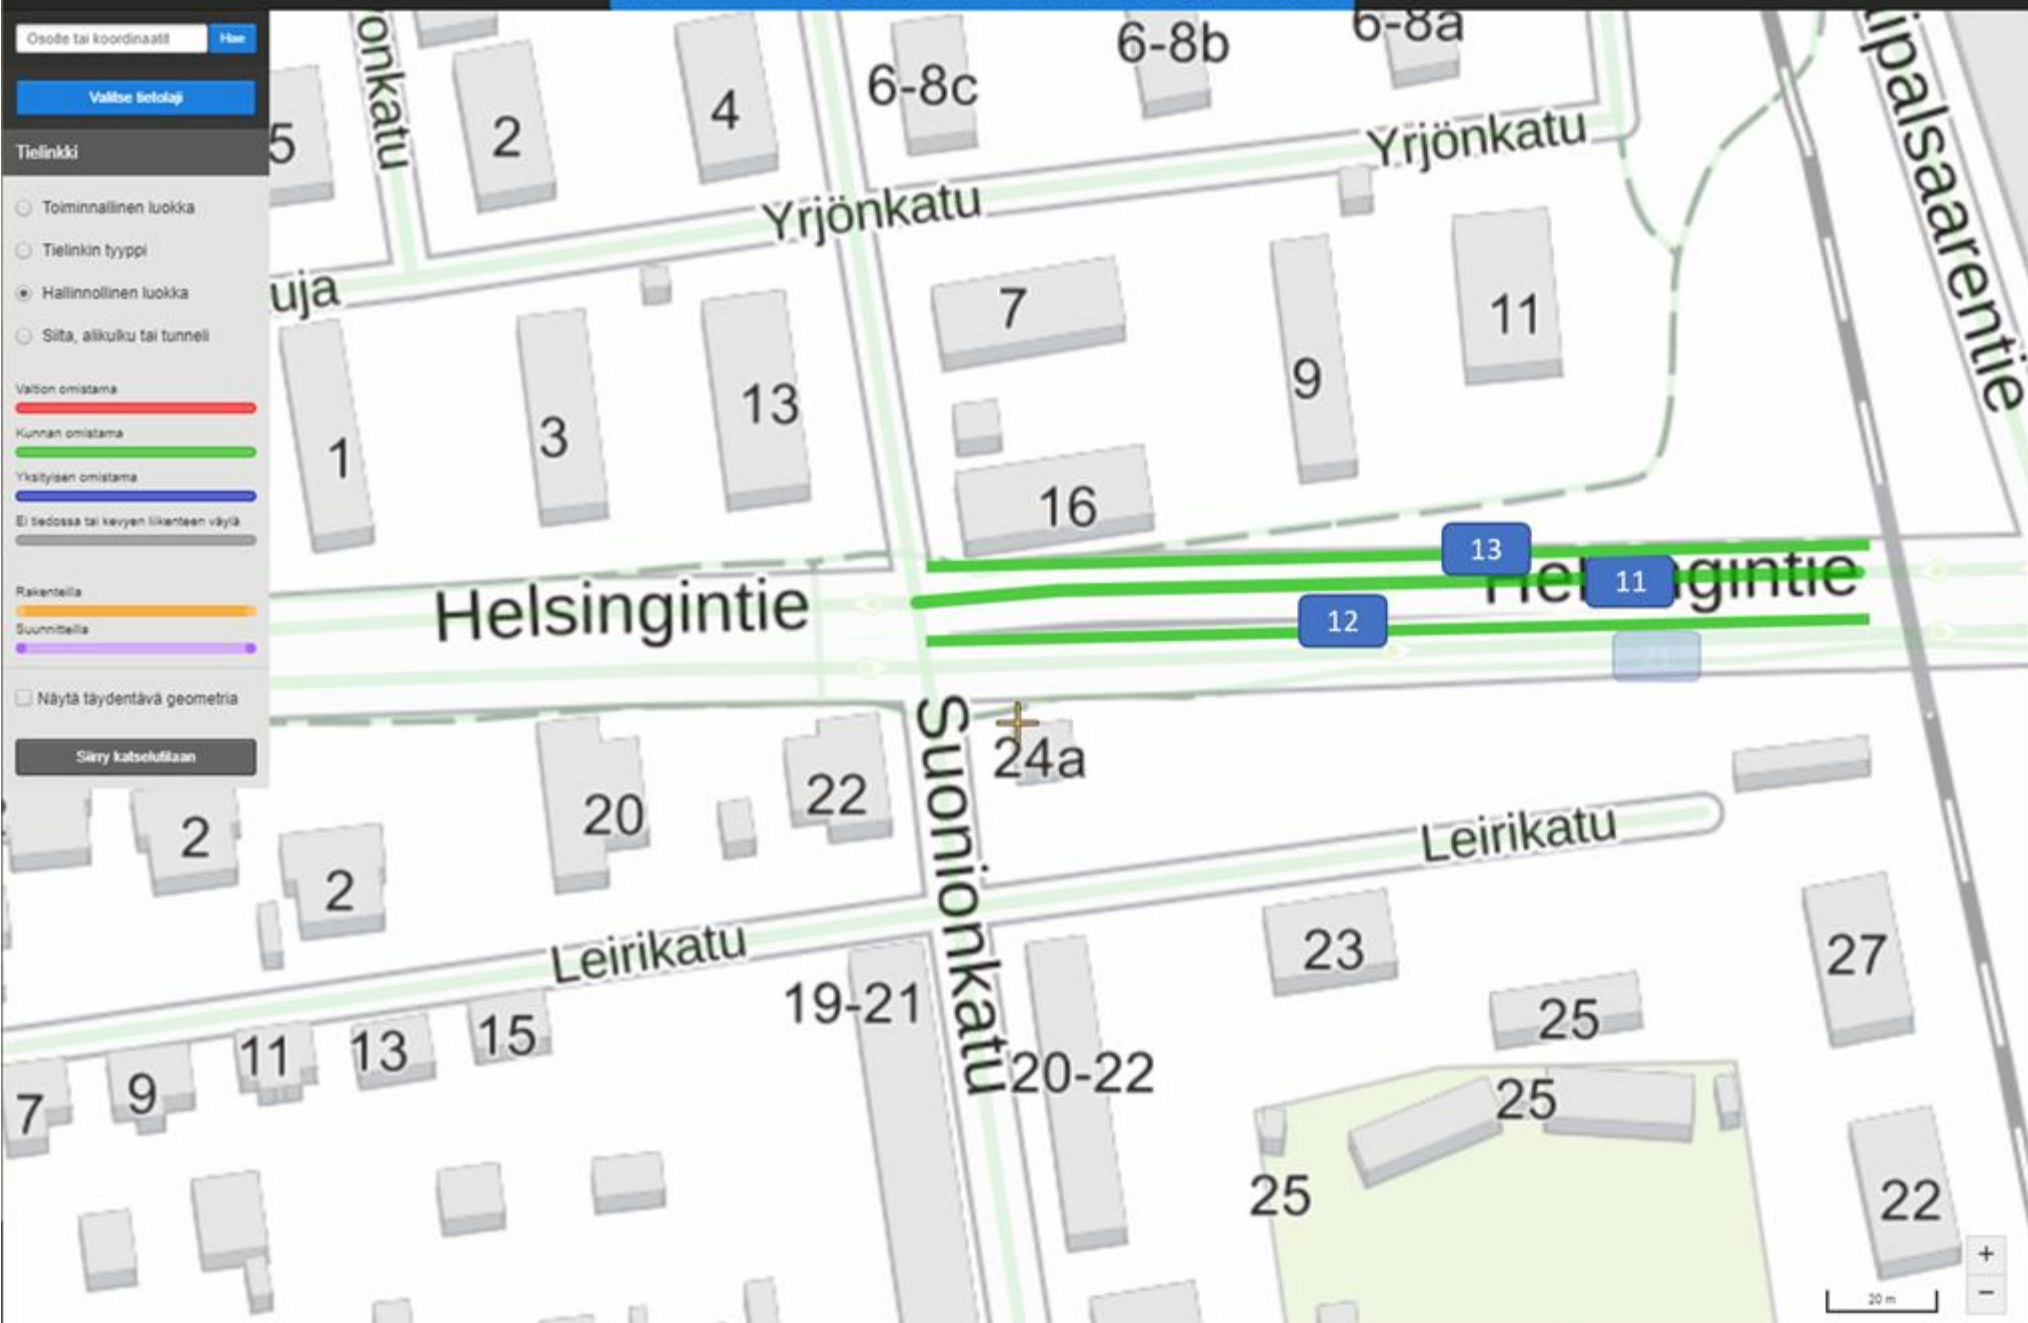 Osoite tai koordinaatit
Hae
Valitse tietolaji
Tielinkki
Toiminnallinen luokka
Tielinkin tyyppi
Hallinnollinen luokka
Silta, alikulku tai tunneli
Valtion omistama
Kunnan omistama
Yksityisen omistama
Ei tiedossa tai kevyen liikenteen väylä
Rakenteilla
Suunnitteilla
Näytä täydentävä geometria
Siirry katselutilaan
onkatu
6-8c
6-8b
6-8a
ipalsaarentie
5
2
4
Yrjönkatu
Yrjönkatu
uja
7
9
11
1
3
13
16
13
Helsingintie
11
12
Helsingintie
21
Suonionkatu
24a
2
2
20
22
Leirikatu
Leirikatu
23
27
19-21
20-22
25
7
9
11
13
15
25
25
22
20 m
+
−